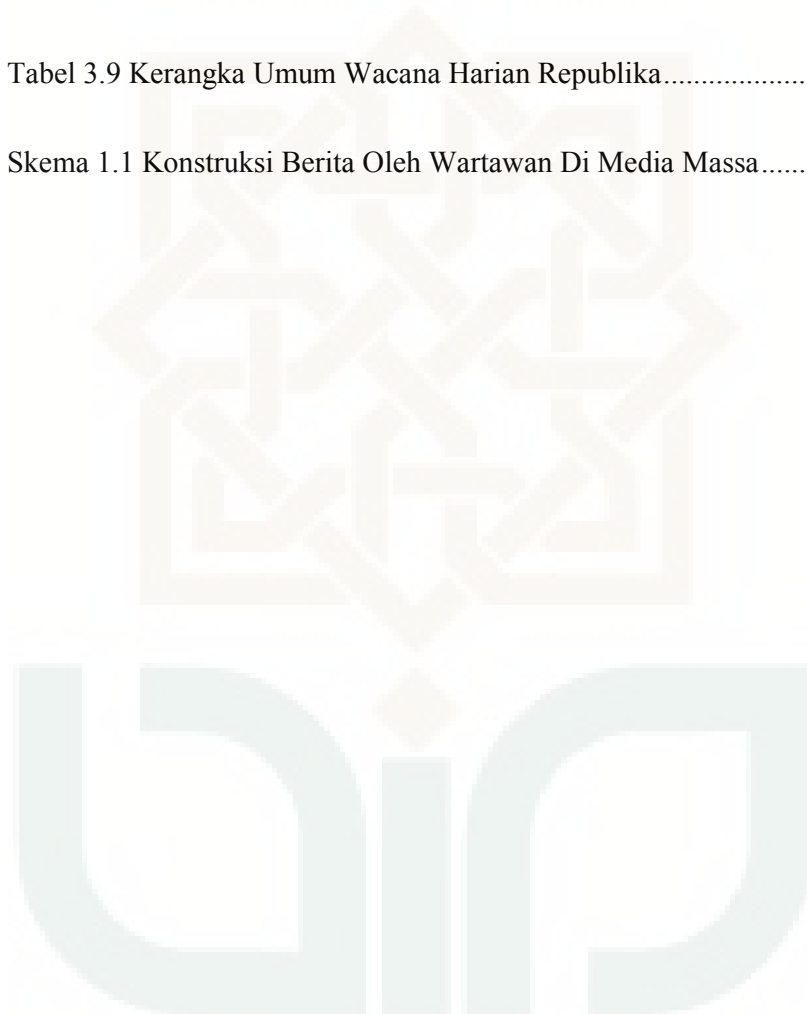 Tabel 3.9 Kerangka Umum Wacana Harian Republika..................
Skema 1.1 Konstruksi Berita Oleh Wartawan Di Media Massa......